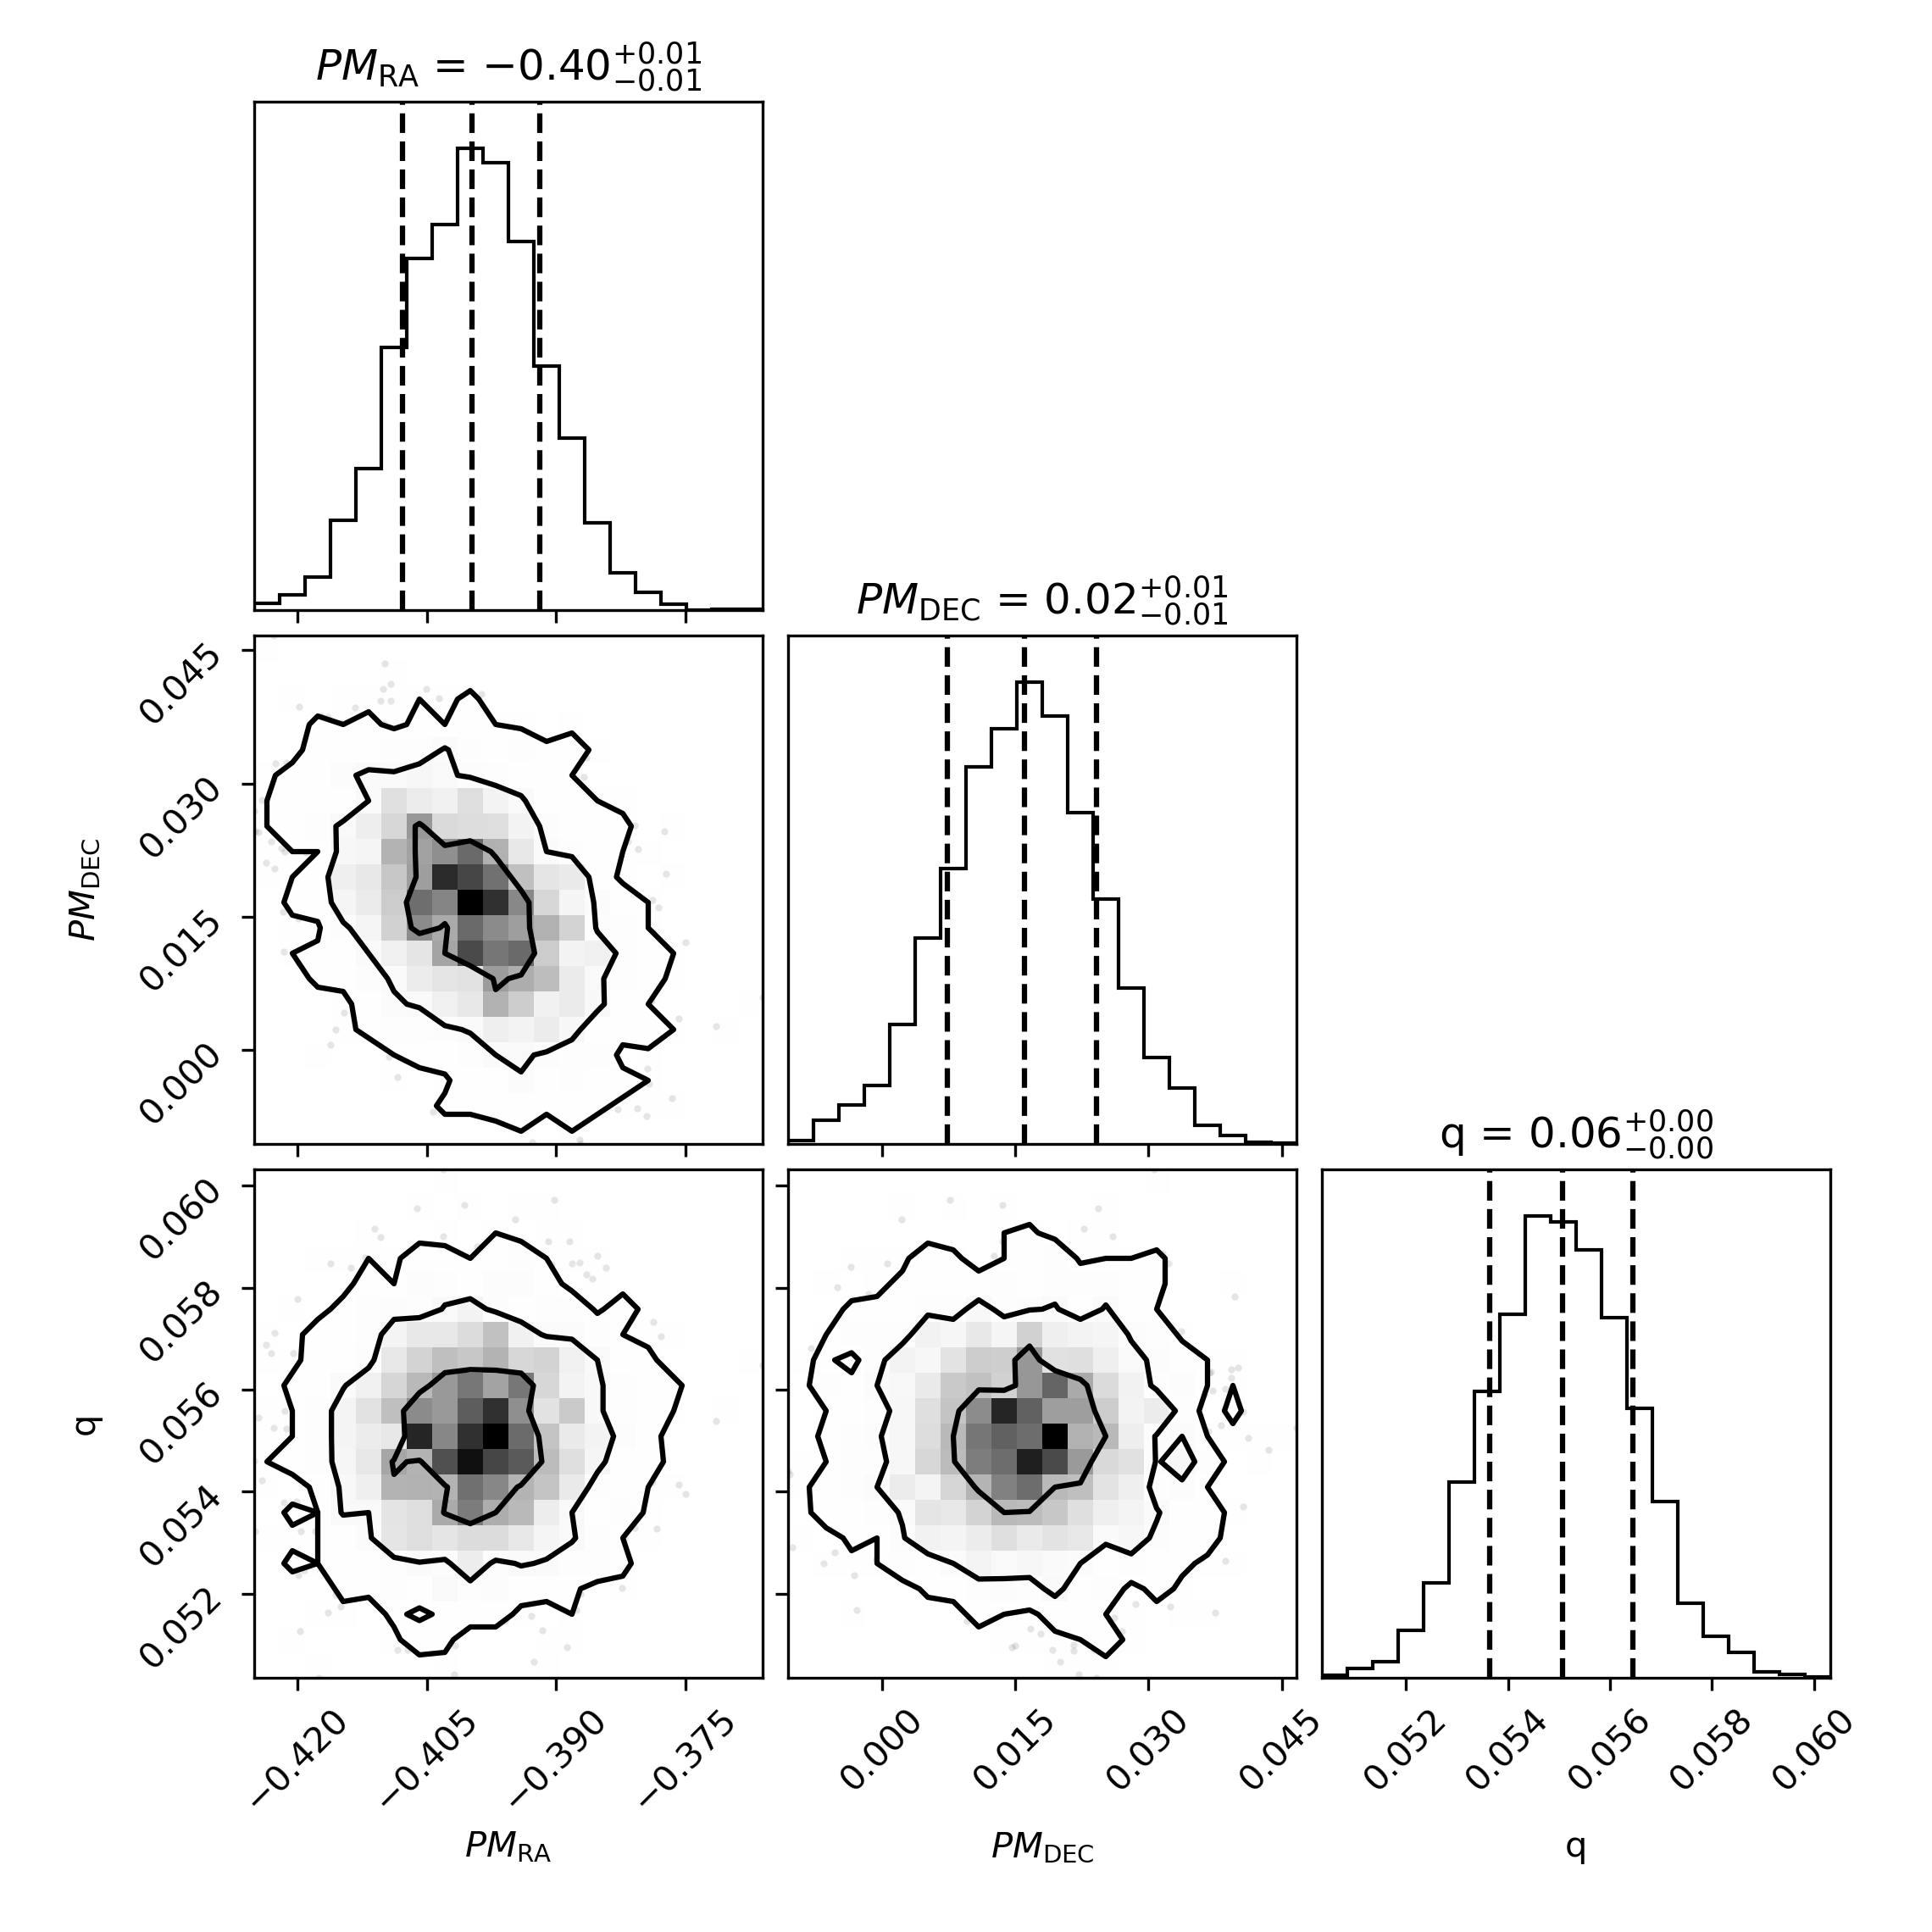 PM_RA = −0.40 +0.01 −0.01
PM_DEC = 0.02 +0.01 −0.01
0.045
0.030
0.015
0.000
PM_DEC
q = 0.06 +0.00 −0.00
0.060
0.058
0.056
0.054
0.052
q
−0.420 −0.405 −0.390 −0.375 0.000 0.015 0.030 0.045 0.052 0.054 0.056 0.058 0.060
PM_RA PM_DEC q